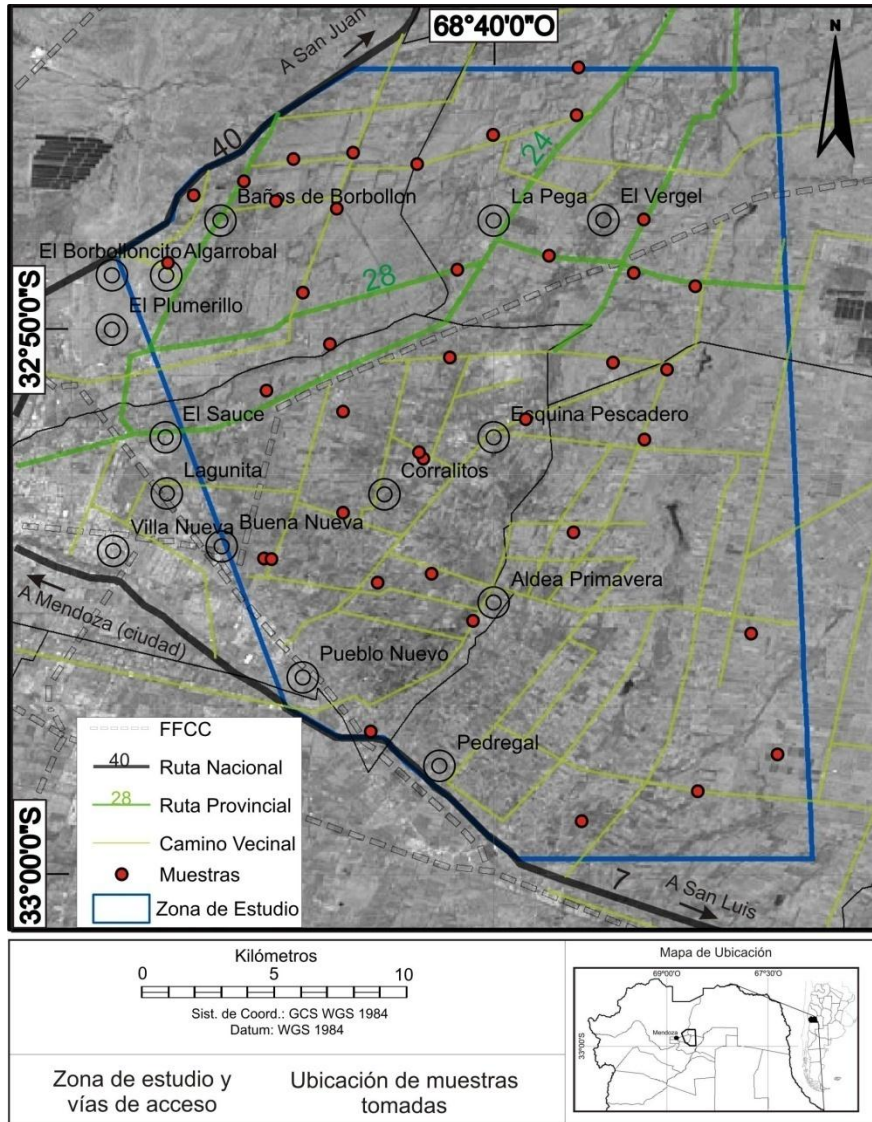 68°40'0"O
A San Juan
N
40
24
Baños de Borbollon
La Pega
El Vergel
El Borbolloncito
Algarrobal
28
El Plumerillo
32°50'0"S
El Sauce
Esquina Pescadero
Lagunita
Corralitos
Villa Nueva
Buena Nueva
Aldea Primavera
A Mendoza (ciudad)
Pueblo Nuevo
Pedregal
33°00'0"S
7
A San Luis
FFCC
40 Ruta Nacional
28 Ruta Provincial
Camino Vecinal
Muestras
Zona de Estudio
Kilómetros
0 5 10
Sist. de Coord.: GCS WGS 1984
Datum: WGS 1984
Zona de estudio y
vías de acceso
Ubicación de muestras
tomadas
Mapa de Ubicación
69°00'O
67°30'O
Mendoza
33°00'S